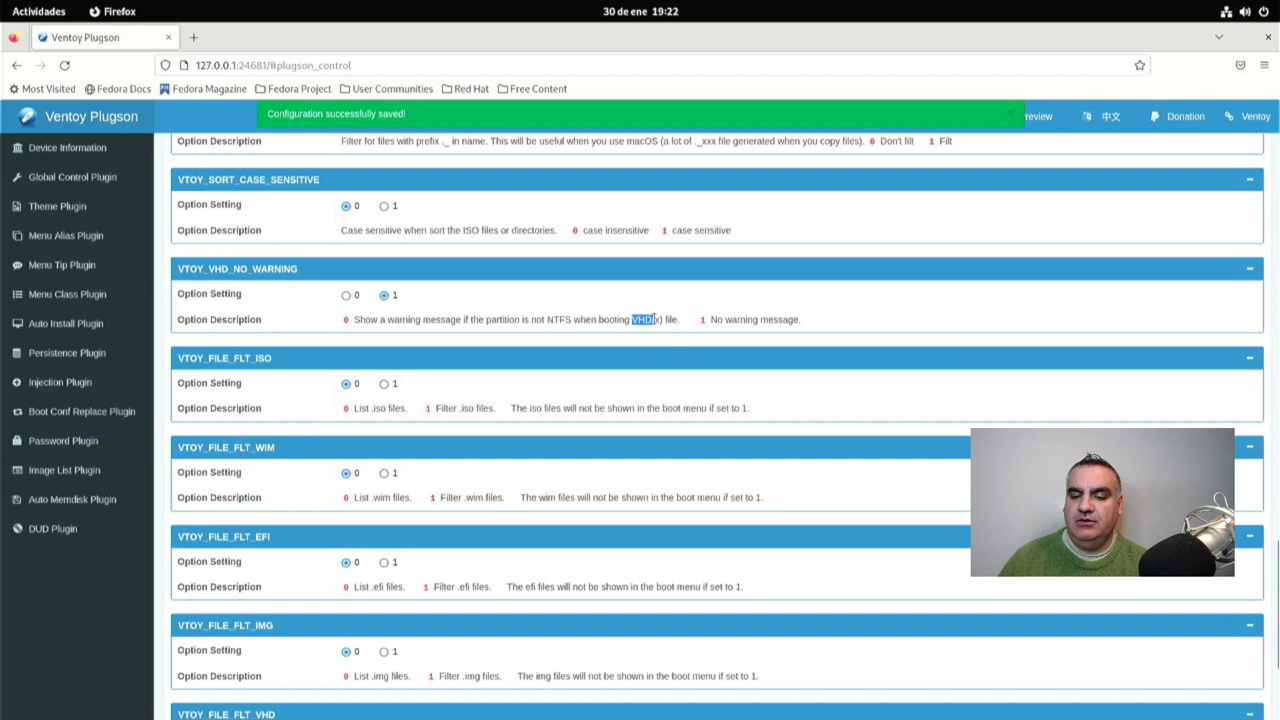 Actividades Firefox 30 de ene 19:22
Ventoy Plugson
127.0.0.1:24681/#plugson_control
Most Visited Fedora Docs Fedora Magazine Fedora Project User Communities Red Hat Free Content
Ventoy Plugson Configuration successfully saved! review 中文 Donation Ventoy
Device Information
Global Control Plugin
Theme Plugin
Menu Alias Plugin
Menu Tip Plugin
Menu Class Plugin
Auto Install Plugin
Persistence Plugin
Injection Plugin
Boot Conf Replace Plugin
Password Plugin
Image List Plugin
Auto Memdisk Plugin
DUD Plugin
Option Description Filter for files with prefix ._ in name. This will be useful when you use macOS (a lot of ._xxx file generated when you copy files). 0 Don't filt 1 Filt
VTOY_SORT_CASE_SENSITIVE
Option Setting 0 1
Option Description Case sensitive when sort the ISO files or directories. 0 case insensitive 1 case sensitive
VTOY_VHD_NO_WARNING
Option Setting 0 1
Option Description 0 Show a warning message if the partition is not NTFS when booting VHD(x) file. 1 No warning message.
VTOY_FILE_FLT_ISO
Option Setting 0 1
Option Description 0 List .iso files. 1 Filter .iso files. The iso files will not be shown in the boot menu if set to 1.
VTOY_FILE_FLT_WIM
Option Setting 0 1
Option Description 0 List .wim files. 1 Filter .wim files. The wim files will not be shown in the boot menu if set to 1.
VTOY_FILE_FLT_EFI
Option Setting 0 1
Option Description 0 List .efi files. 1 Filter .efi files. The efi files will not be shown in the boot menu if set to 1.
VTOY_FILE_FLT_IMG
Option Setting 0 1
Option Description 0 List .img files. 1 Filter .img files. The img files will not be shown in the boot menu if set to 1.
VTOY_FILE_FLT_VHD